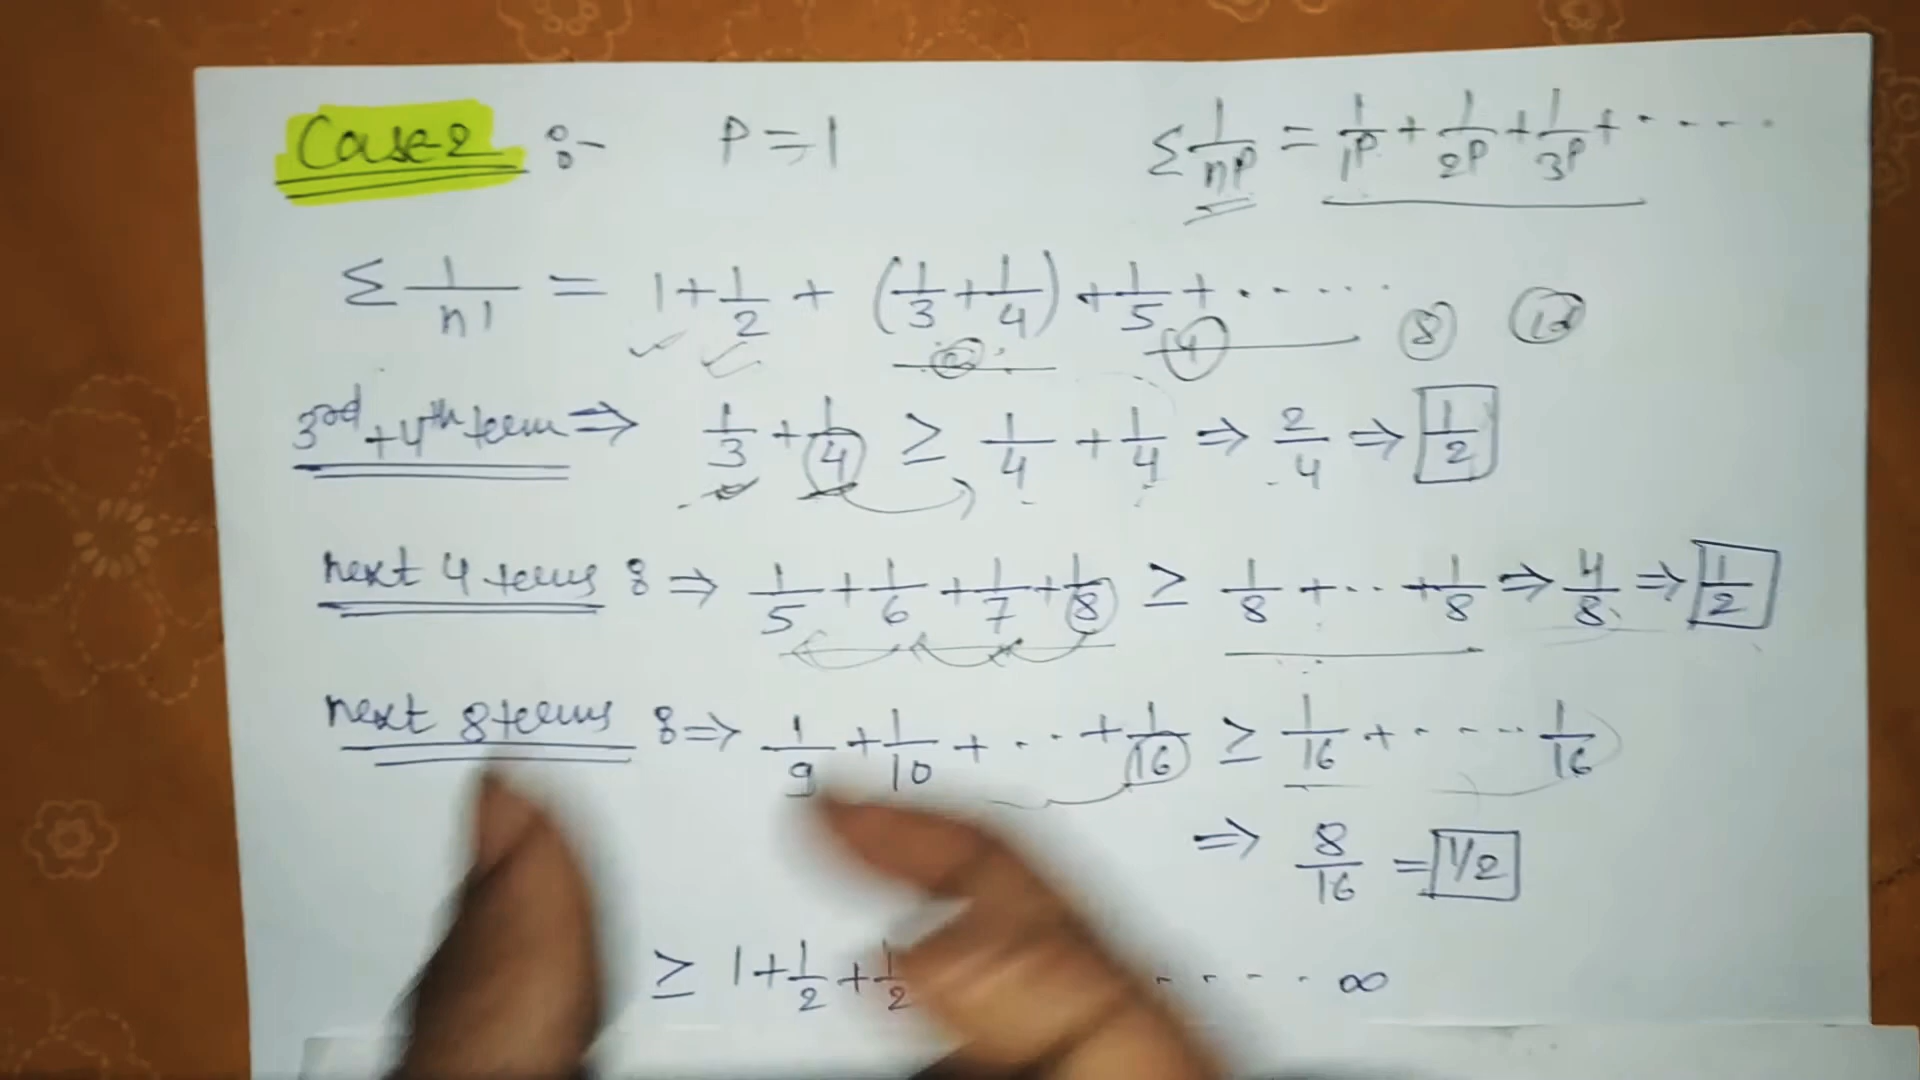 Case 2 :- P = 1 Σ 1/n^p = 1/1^p + 1/2^p + 1/3^p + ·····
Σ 1/n^1 = 1 + 1/2 + (1/3 + 1/4) + 1/5 + ······
4 8
3rd + 4th term ⇒ 1/3 + 1/4 ≥ 1/4 + 1/4 ⇒ 2/4 ⇒ 1/2
next 4 terms : ⇒ 1/5 + 1/6 + 1/7 + 1/8 ≥ 1/8 + ·· + 1/8 ⇒ 4/8 ⇒ 1/2
next 8 terms : ⇒ 1/9 + 1/10 + ··· + 1/16 ≥ 1/16 + ····· 1/16
⇒ 8/16 = 1/2
≥ 1 + 1/2 + 1/2 ···· ∞